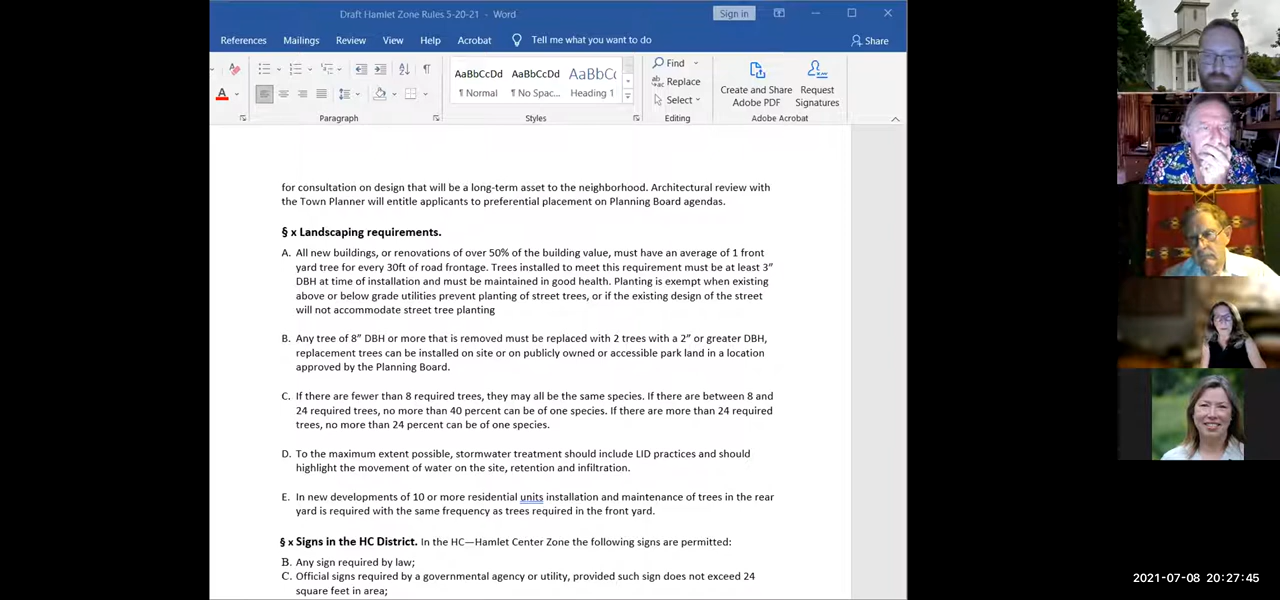 Draft Hamlet Zone Rules 5-20-21 - Word
Sign in
References Mailings Review View Help Acrobat Tell me what you want to do
Share
AaBbCcDd AaBbCcDd AaBbC
¶ Normal ¶ No Spac... Heading 1
Find
Replace
Select
Create and Share Adobe PDF
Request Signatures
Paragraph Styles Editing Adobe Acrobat
for consultation on design that will be a long-term asset to the neighborhood. Architectural review with
the Town Planner will entitle applicants to preferential placement on Planning Board agendas.
§ x Landscaping requirements.
A. All new buildings, or renovations of over 50% of the building value, must have an average of 1 front
yard tree for every 30ft of road frontage. Trees installed to meet this requirement must be at least 3”
DBH at time of installation and must be maintained in good health. Planting is exempt when existing
above or below grade utilities prevent planting of street trees, or if the existing design of the street
will not accommodate street tree planting
B. Any tree of 8” DBH or more that is removed must be replaced with 2 trees with a 2” or greater DBH,
replacement trees can be installed on site or on publicly owned or accessible park land in a location
approved by the Planning Board.
C. If there are fewer than 8 required trees, they may all be the same species. If there are between 8 and
24 required trees, no more than 40 percent can be of one species. If there are more than 24 required
trees, no more than 24 percent can be of one species.
D. To the maximum extent possible, stormwater treatment should include LID practices and should
highlight the movement of water on the site, retention and infiltration.
E. In new developments of 10 or more residential units installation and maintenance of trees in the rear
yard is required with the same frequency as trees required in the front yard.
§ x Signs in the HC District. In the HC—Hamlet Center Zone the following signs are permitted:
B. Any sign required by law;
C. Official signs required by a governmental agency or utility, provided such sign does not exceed 24
square feet in area;
2021-07-08 20:27:45